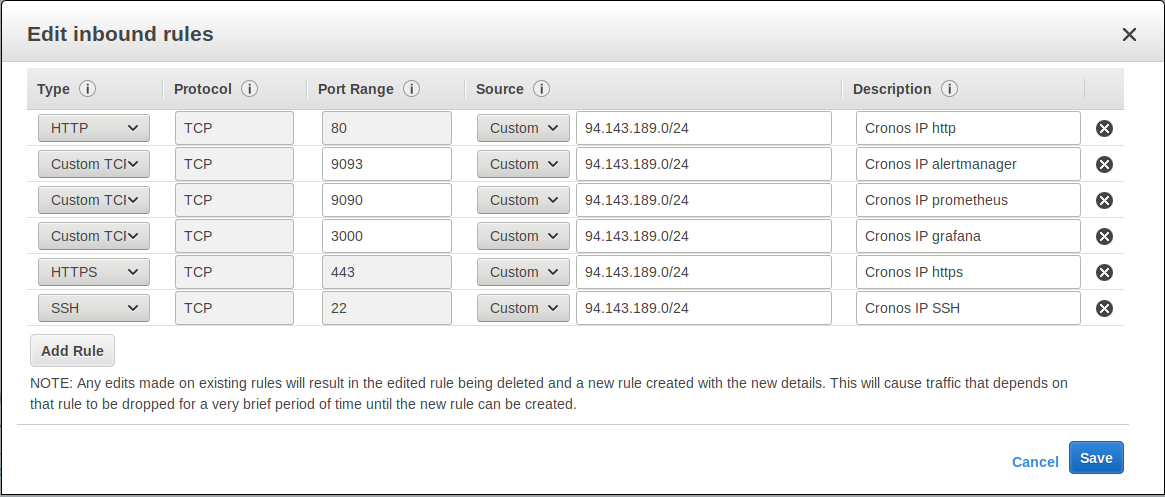 Edit inbound rules
Type Protocol Port Range Source Description
HTTP TCP 80 Custom 94.143.189.0/24 Cronos IP http
Custom TCP TCP 9093 Custom 94.143.189.0/24 Cronos IP alertmanager
Custom TCP TCP 9090 Custom 94.143.189.0/24 Cronos IP prometheus
Custom TCP TCP 3000 Custom 94.143.189.0/24 Cronos IP grafana
HTTPS TCP 443 Custom 94.143.189.0/24 Cronos IP https
SSH TCP 22 Custom 94.143.189.0/24 Cronos IP SSH
Add Rule
NOTE: Any edits made on existing rules will result in the edited rule being deleted and a new rule created with the new details. This will cause traffic that depends on
that rule to be dropped for a very brief period of time until the new rule can be created.
Cancel Save